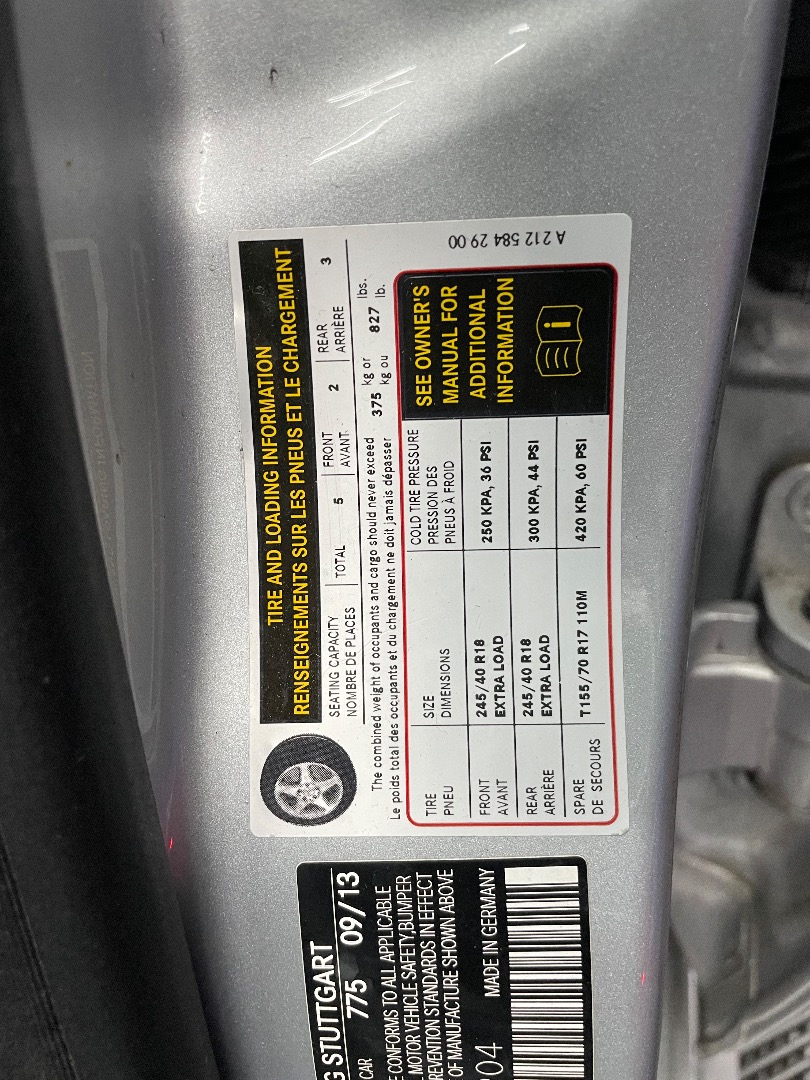 TIRE AND LOADING INFORMATION
RENSEIGNEMENTS SUR LES PNEUS ET LE CHARGEMENT
SEATING CAPACITY
NOMBRE DE PLACES
TOTAL 5
FRONT
AVANT 2
REAR
ARRIÈRE 3
The combined weight of occupants and cargo should never exceed 375 kg or 827 lbs.
Le poids total des occupants et du chargement ne doit jamais dépasser kg ou lb.
TIRE
PNEU
SIZE
DIMENSIONS
COLD TIRE PRESSURE
PRESSION DES
PNEUS À FROID
FRONT
AVANT
245/40 R18
EXTRA LOAD
250 KPA, 36 PSI
REAR
ARRIÈRE
245/40 R18
EXTRA LOAD
300 KPA, 44 PSI
SPARE
DE SECOURS
T155/70 R17 110M
420 KPA, 60 PSI
SEE OWNER'S
MANUAL FOR
ADDITIONAL
INFORMATION
i
A 212 584 29 00
STUTTGART
CAR 775 09/13
CONFORMS TO ALL APPLICABLE
MOTOR VEHICLE SAFETY,BUMPER
STANDARDS IN EFFECT
OF MANUFACTURE SHOWN ABOVE
04 MADE IN GERMANY